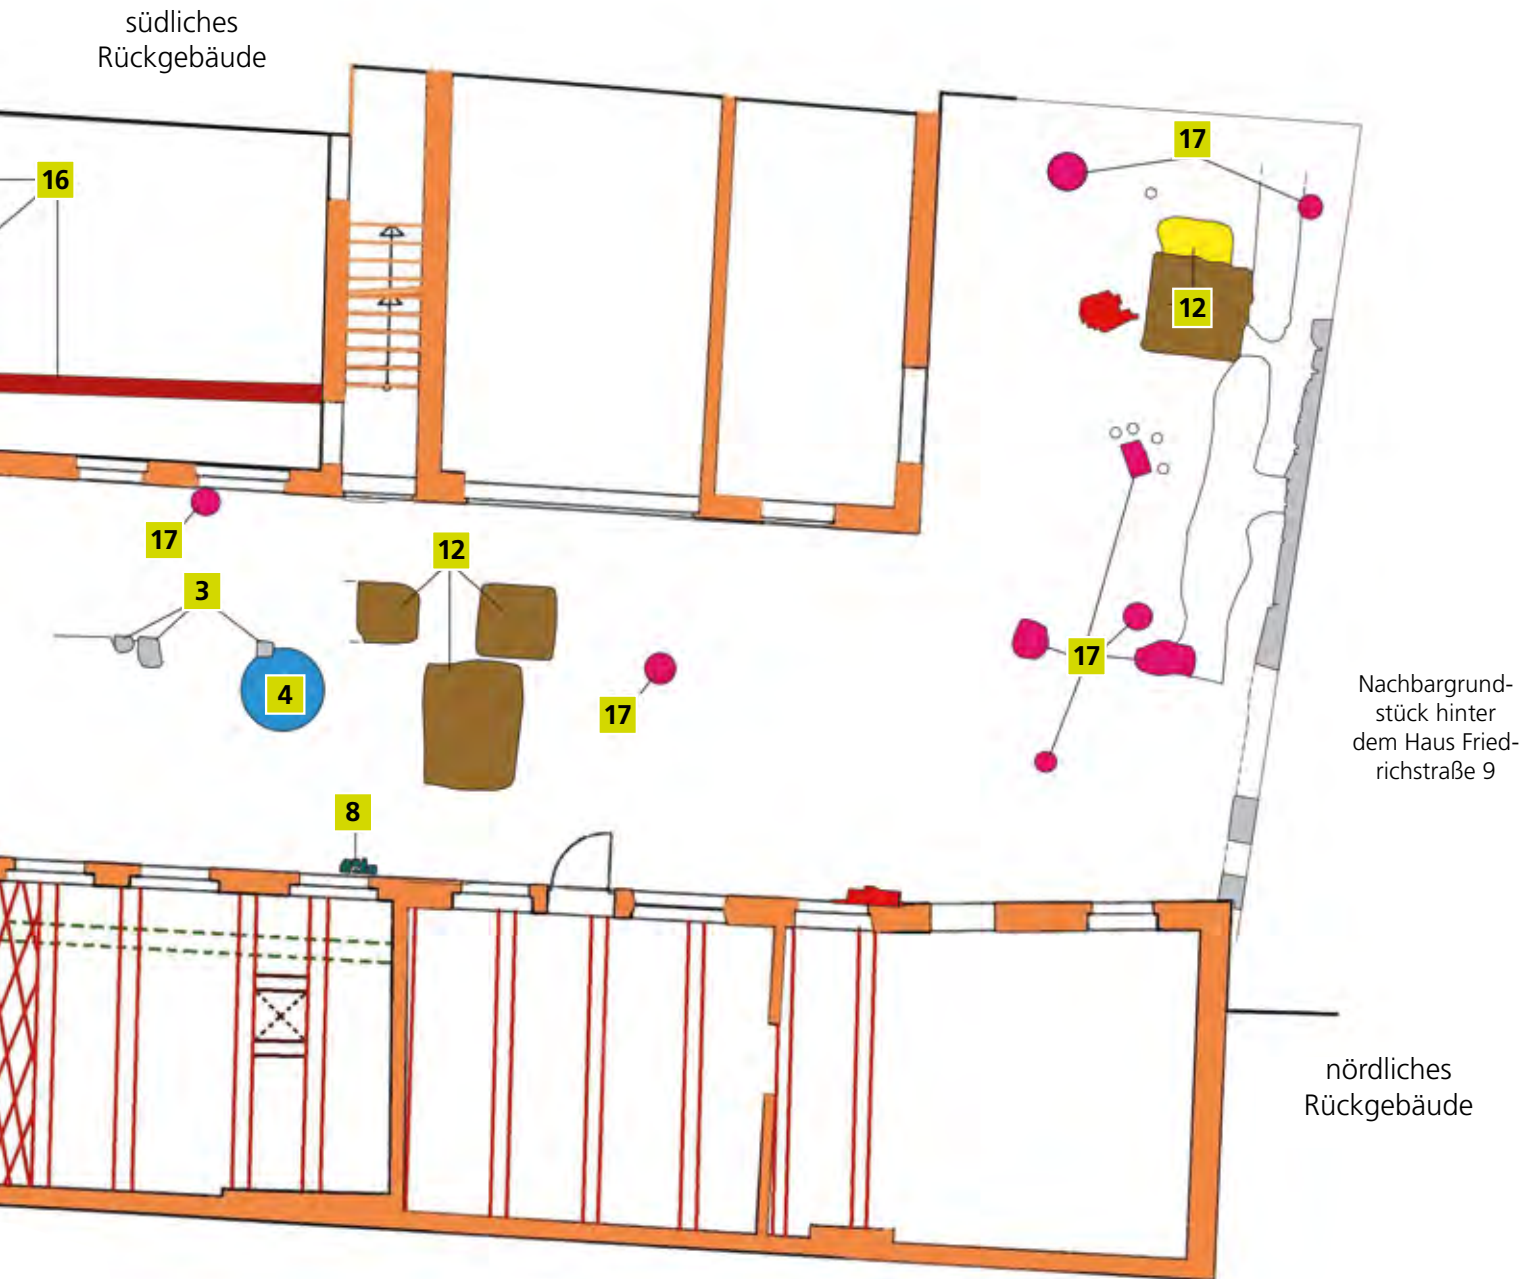 südliches
Rückgebäude
17
16
12
17
12
3
17
4
17
Nachbargrund-
stück hinter
dem Haus Fried-
richstraße 9
8
nördliches
Rückgebäude